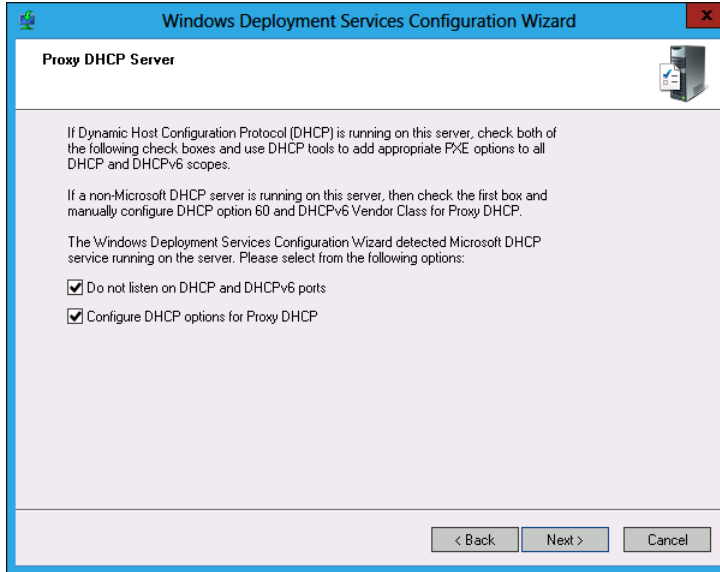 Windows Deployment Services Configuration Wizard
x
Proxy DHCP Server
If Dynamic Host Configuration Protocol (DHCP) is running on this server, check both of
the following check boxes and use DHCP tools to add appropriate PXE options to all
DHCP and DHCPv6 scopes.
If a non-Microsoft DHCP server is running on this server, then check the first box and
manually configure DHCP option 60 and DHCPv6 Vendor Class for Proxy DHCP.
The Windows Deployment Services Configuration Wizard detected Microsoft DHCP
service running on the server. Please select from the following options:
Do not listen on DHCP and DHCPv6 ports
Configure DHCP options for Proxy DHCP
< Back Next > Cancel